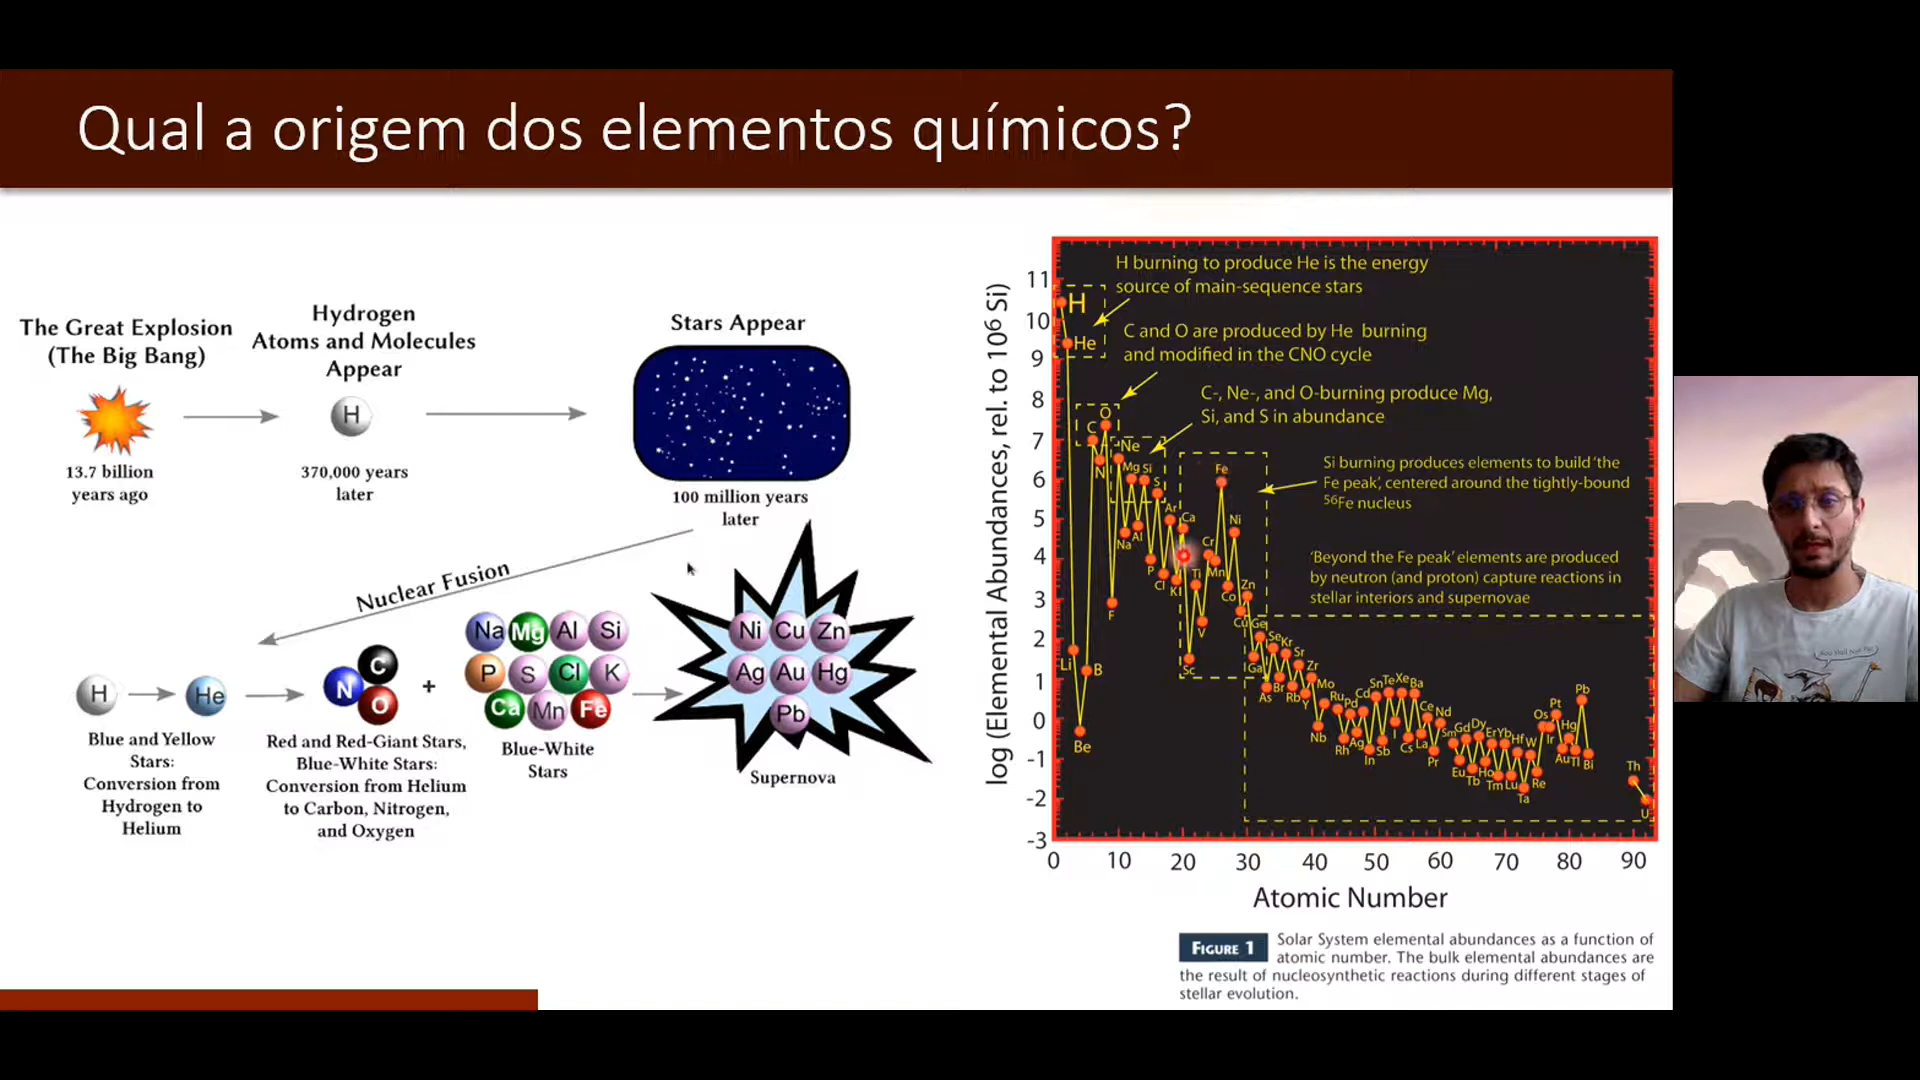 Qual a origem dos elementos químicos?
The Great Explosion
(The Big Bang)
13.7 billion
years ago
Hydrogen
Atoms and Molecules
Appear
H
370,000 years
later
Stars Appear
100 million years
later
Nuclear Fusion
H
He
Blue and Yellow
Stars:
Conversion from
Hydrogen to
Helium
C
N
O
Red and Red-Giant Stars,
Blue-White Stars:
Conversion from Helium
to Carbon, Nitrogen,
and Oxygen
+
Na Mg Al Si
P S Cl K
Ca Mn Fe
Blue-White
Stars
Ni Cu Zn
Ag Au Hg
Pb
Supernova
log (Elemental Abundances, rel. to 10⁶ Si)
11
10
9
8
7
6
5
4
3
2
1
0
-1
-2
-3
H burning to produce He is the energy
source of main-sequence stars
C and O are produced by He burning
and modified in the CNO cycle
C-, Ne-, and O-burning produce Mg,
Si, and S in abundance
Si burning produces elements to build ‘the
Fe peak’, centered around the tightly-bound
⁵⁶Fe nucleus
‘Beyond the Fe peak’ elements are produced
by neutron (and proton) capture reactions in
stellar interiors and supernovae
H
He
Li
Be
B
C
N
O
F
Ne
Na
Mg
Al
Si
P
S
Cl
Ar
K
Ca
Sc
Ti
V
Cr
Mn
Fe
Co
Ni
Cu
Zn
Ga
Ge
As
Se
Br
Kr
Rb
Sr
Y
Zr
Nb
Mo
Ru
Rh
Pd
Ag
Cd
In
Sn
Sb
Te
I
Xe
Cs
Ba
La
Ce
Pr
Nd
Sm
Eu
Gd
Tb
Dy
Ho
Er
Tm
Yb
Lu
Hf
Ta
W
Re
Os
Ir
Pt
Au
Hg
Tl
Pb
Bi
Th
U
0 10 20 30 40 50 60 70 80 90
Atomic Number
FIGURE 1 Solar System elemental abundances as a function of
atomic number. The bulk elemental abundances are
the result of nucleosynthetic reactions during different stages of
stellar evolution.